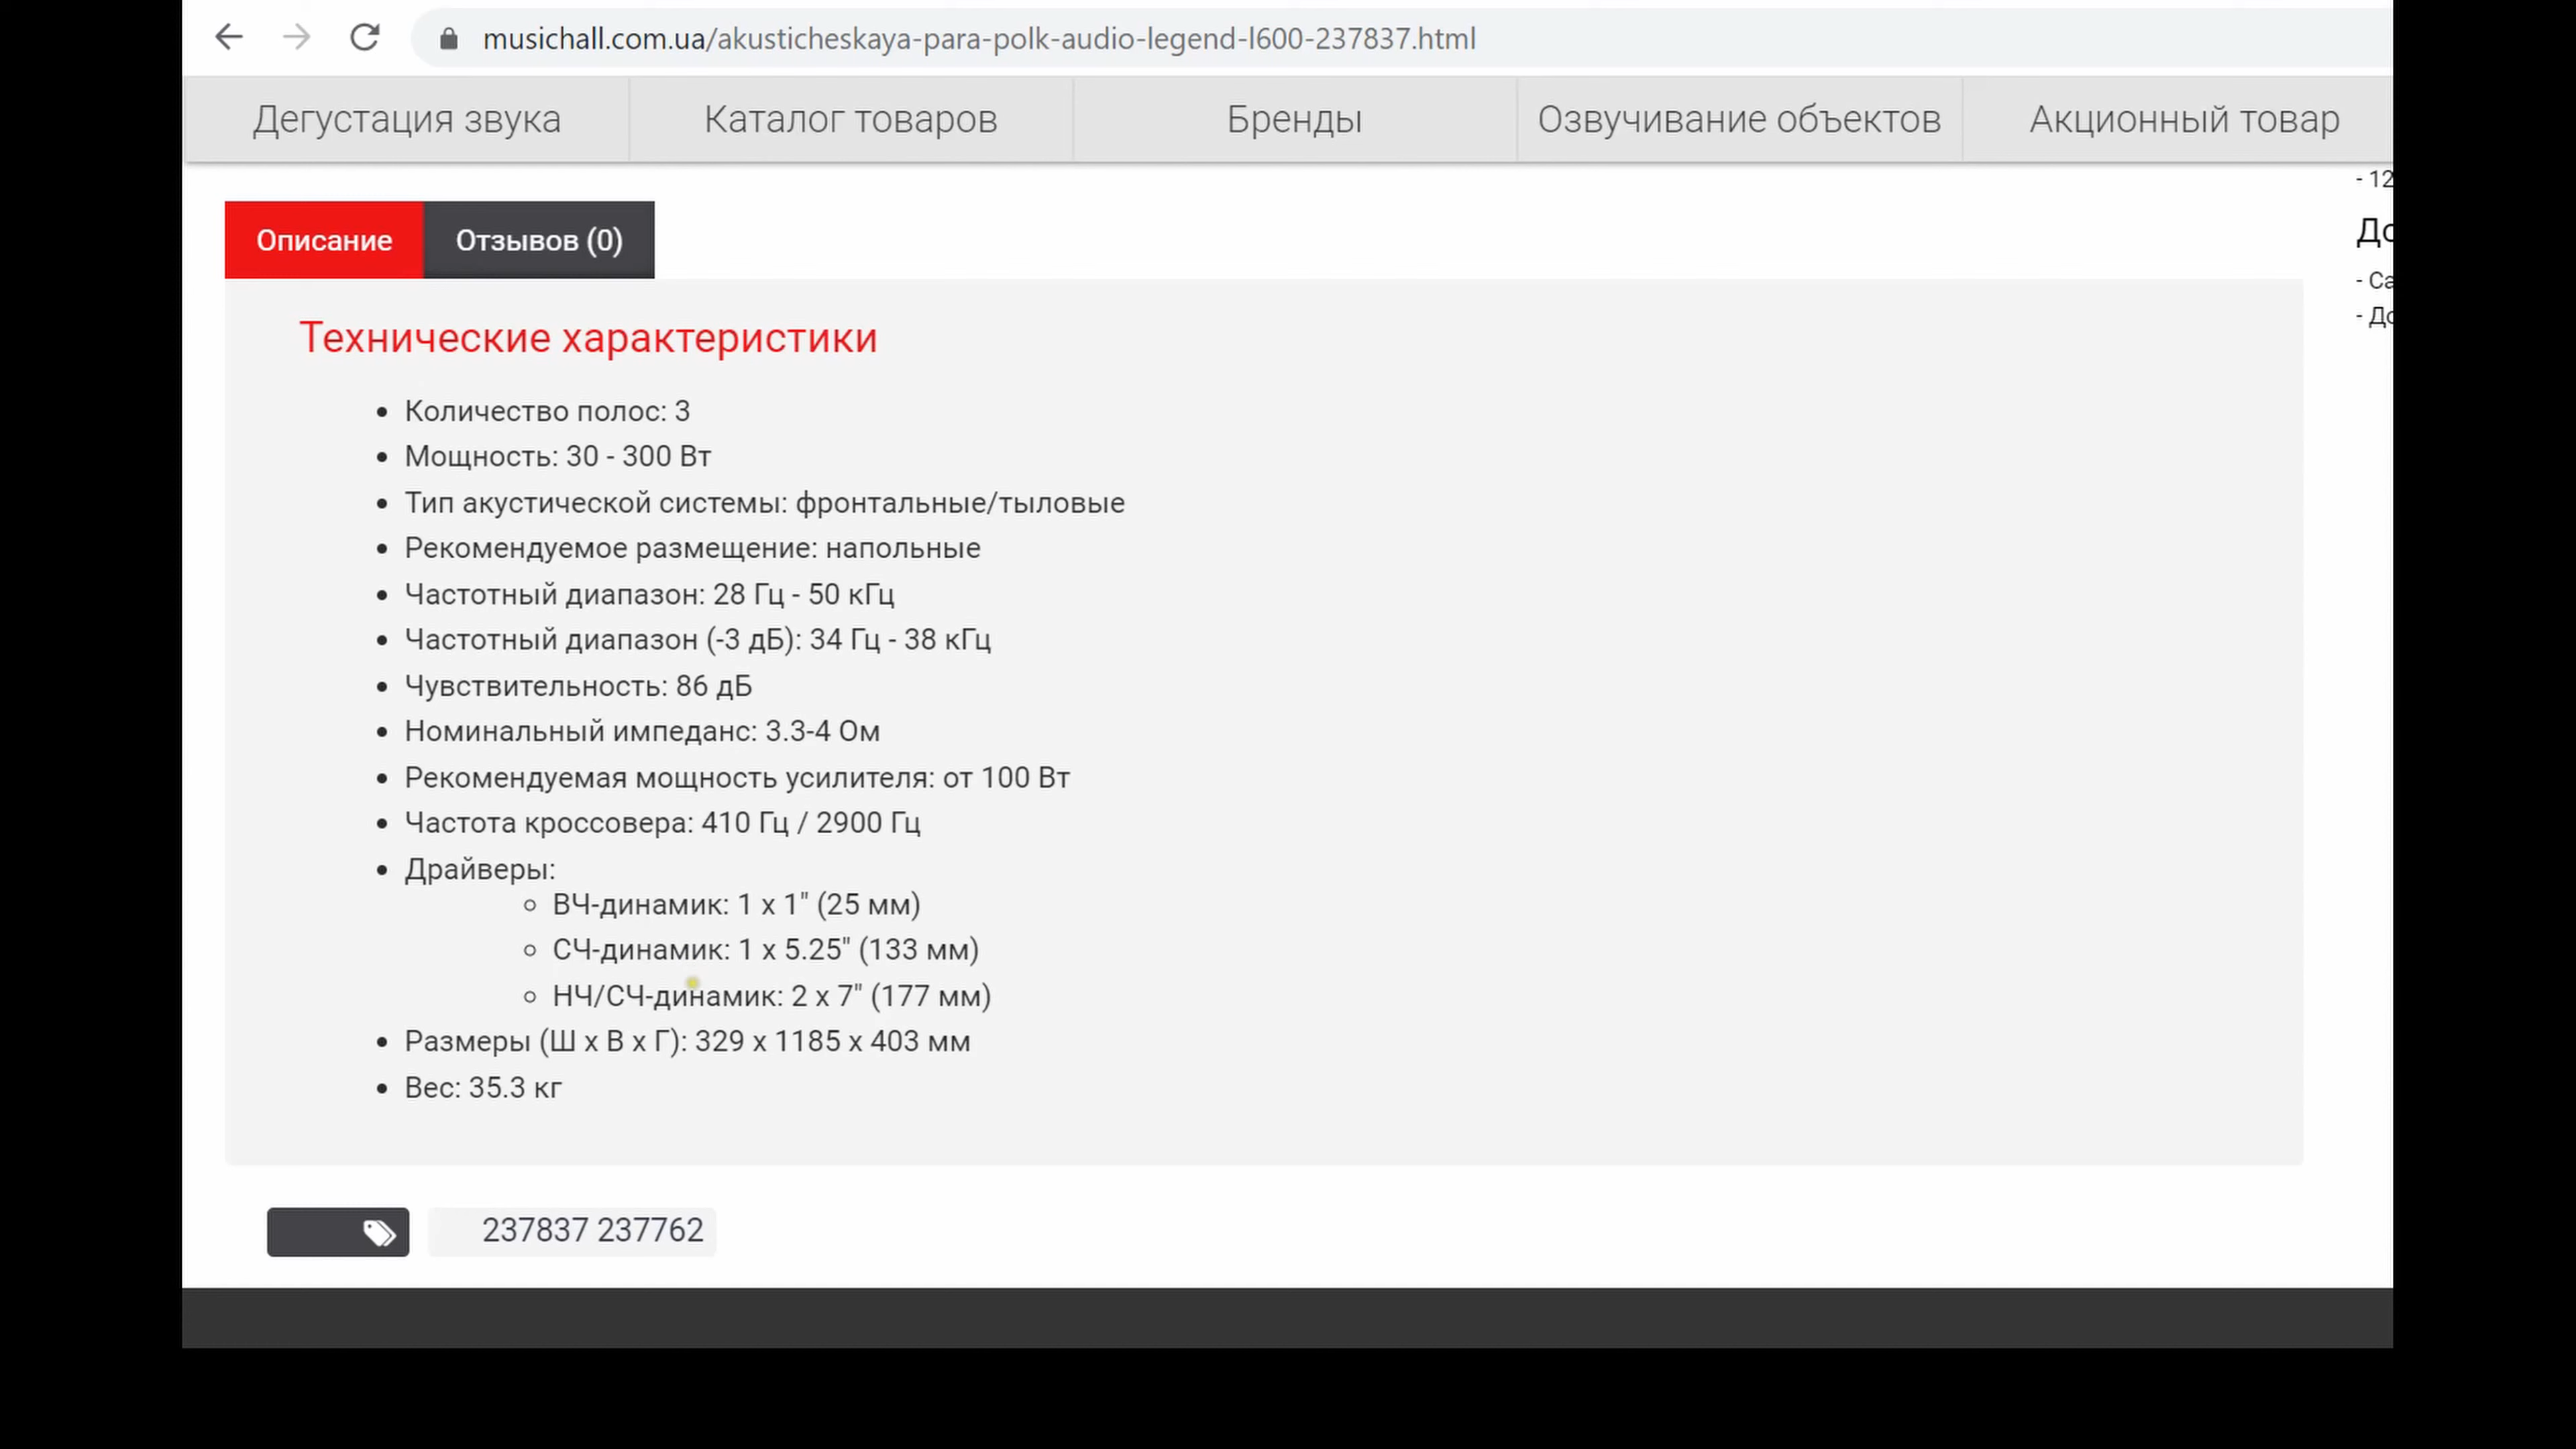 musichall.com.ua/akusticheskaya-para-polk-audio-legend-l600-237837.html
Дегустация звука
Каталог товаров
Бренды
Озвучивание объектов
Акционный товар
- 12
До
- Са
- До
Описание
Отзывов (0)
Технические характеристики
Количество полос: 3
Мощность: 30 - 300 Вт
Тип акустической системы: фронтальные/тыловые
Рекомендуемое размещение: напольные
Частотный диапазон: 28 Гц - 50 кГц
Частотный диапазон (-3 дБ): 34 Гц - 38 кГц
Чувствительность: 86 дБ
Номинальный импеданс: 3.3-4 Ом
Рекомендуемая мощность усилителя: от 100 Вт
Частота кроссовера: 410 Гц / 2900 Гц
Драйверы:
ВЧ-динамик: 1 x 1" (25 мм)
СЧ-динамик: 1 x 5.25" (133 мм)
НЧ/СЧ-динамик: 2 x 7" (177 мм)
Размеры (Ш x В x Г): 329 x 1185 x 403 мм
Вес: 35.3 кг
237837 237762